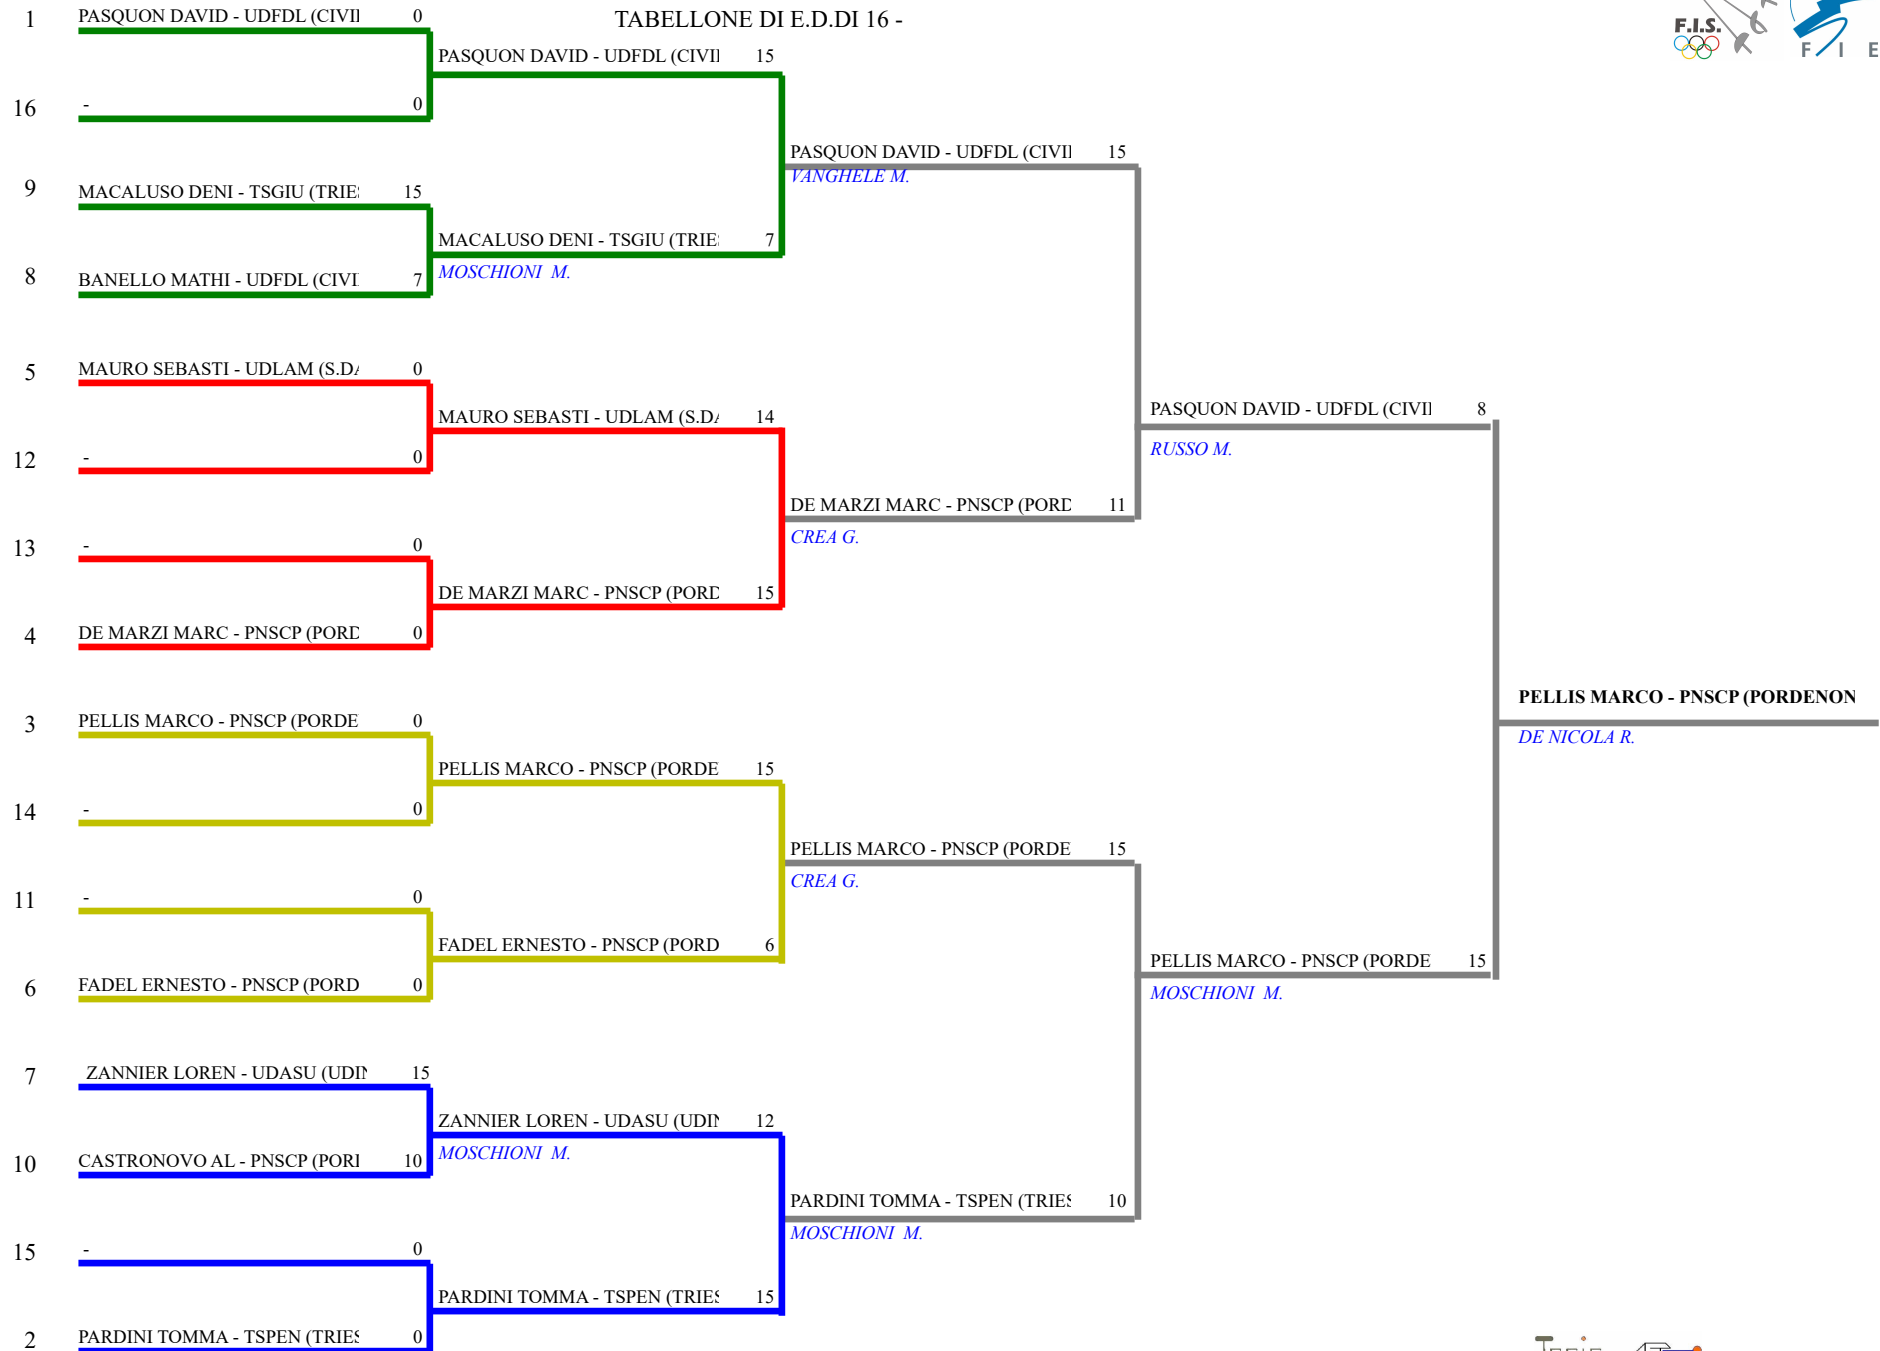 TABELLONE DI E.D.DI 16 -
F.I.S.
F I E
1 PASQUON DAVID - UDFDL (CIVII 0
PASQUON DAVID - UDFDL (CIVII 15
16 - 0
PASQUON DAVID - UDFDL (CIVII 15
VANGHELE M.
9 MACALUSO DENI - TSGIU (TRIES 15
MACALUSO DENI - TSGIU (TRIES 7
MOSCHIONI M.
8 BANELLO MATHI - UDFDL (CIVI 7
5 MAURO SEBASTI - UDLAM (S.DA 0
MAURO SEBASTI - UDLAM (S.DA 14
PASQUON DAVID - UDFDL (CIVII 8
RUSSO M.
12 - 0
DE MARZI MARC - PNSCP (PORD 11
CREA G.
13 - 0
DE MARZI MARC - PNSCP (PORD 15
4 DE MARZI MARC - PNSCP (PORD 0
PELLIS MARCO - PNSCP (PORDENON
DE NICOLA R.
3 PELLIS MARCO - PNSCP (PORDE 0
PELLIS MARCO - PNSCP (PORDE 15
14 - 0
PELLIS MARCO - PNSCP (PORDE 15
CREA G.
11 - 0
FADEL ERNESTO - PNSCP (PORD 6
PELLIS MARCO - PNSCP (PORDE 15
MOSCHIONI M.
6 FADEL ERNESTO - PNSCP (PORD 0
7 ZANNIER LOREN - UDASU (UDIN 15
ZANNIER LOREN - UDASU (UDIN 12
MOSCHIONI M.
10 CASTRONOVO AL - PNSCP (PORI 10
PARDINI TOMMA - TSPEN (TRIES 10
MOSCHIONI M.
15 - 0
PARDINI TOMMA - TSPEN (TRIES 15
2 PARDINI TOMMA - TSPEN (TRIES 0